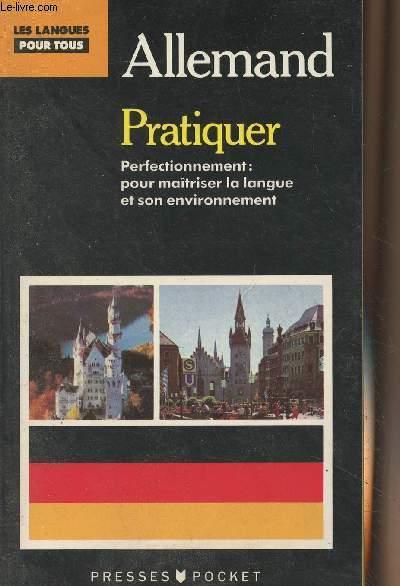 Le-livre.com
LES LANGUES
POUR TOUS
Allemand
Pratiquer
Perfectionnement :
pour maîtriser la langue
et son environnement
S
U
PRESSES POCKET